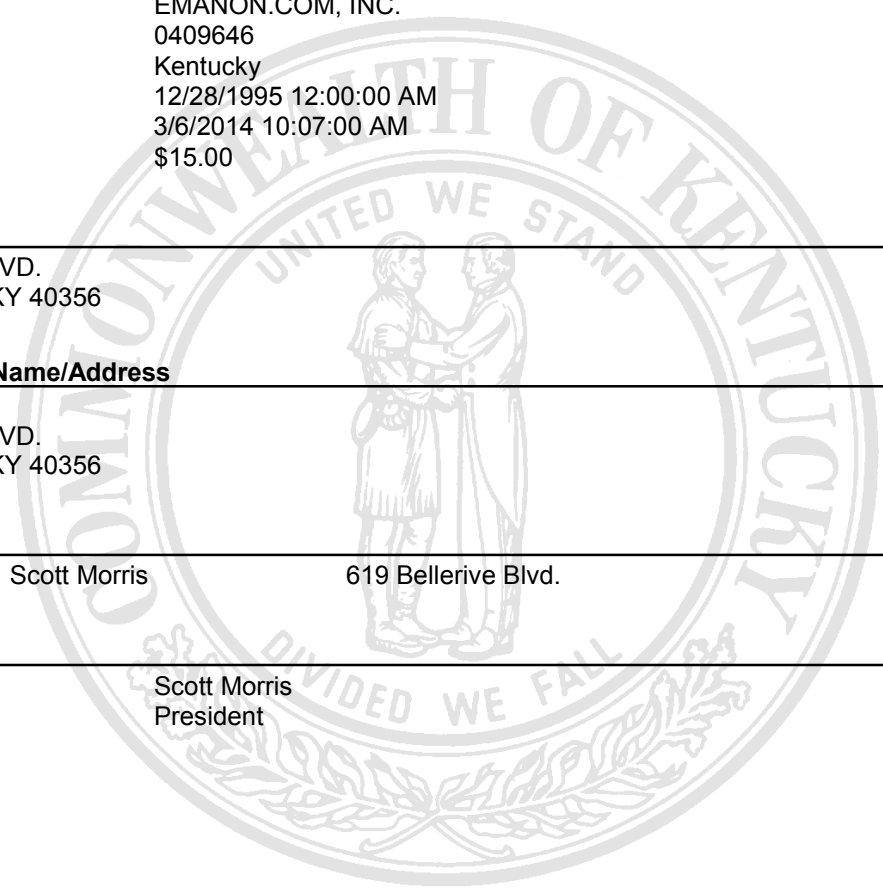 EMANON.COM, INC.
0409646
Kentucky
12/28/1995 12:00:00 AM
3/6/2014 10:07:00 AM
$15.00
COMMONWEALTH OF KENTUCKY
UNITED WE STAND
VD.
KY 40356
Name/Address
VD.
KY 40356
Scott Morris 619 Bellerive Blvd.
DIVIDED WE FALL
Scott Morris
President